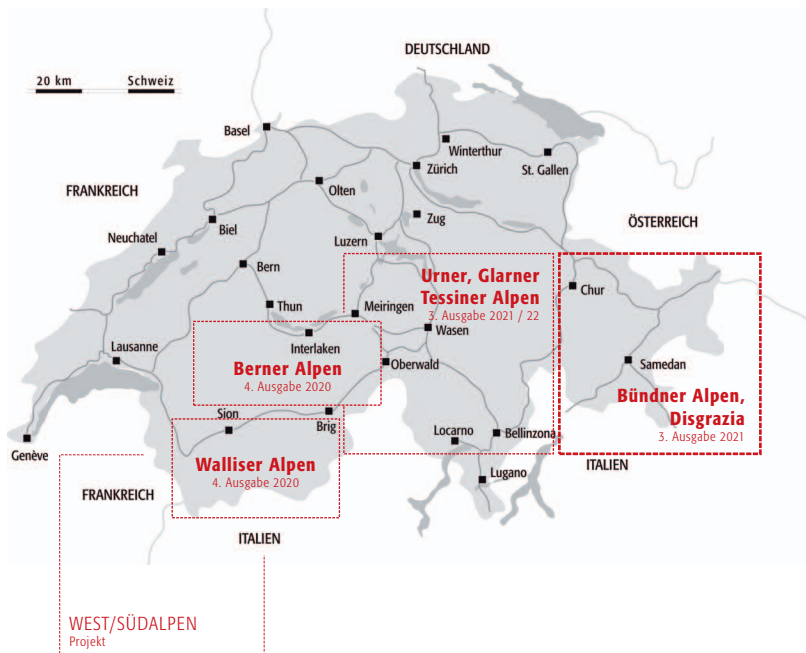 DEUTSCHLAND
20 km Schweiz
Basel
Winterthur
Zürich
St. Gallen
FRANKREICH
Olten
Zug
ÖSTERREICH
Biel
Neuchatel
Luzern
Bern
Urner, Glarner
Tessiner Alpen
3. Ausgabe 2021 / 22
Chur
Thun
Meiringen
Wasen
Lausanne
Interlaken
Oberwald
Samedan
Berner Alpen
4. Ausgabe 2020
Bündner Alpen,
Disgrazia
3. Ausgabe 2021
Sion
Brig
Locarno
Bellinzona
Genève
Walliser Alpen
4. Ausgabe 2020
Lugano
ITALIEN
FRANKREICH
ITALIEN
WEST/SÜDALPEN
Projekt